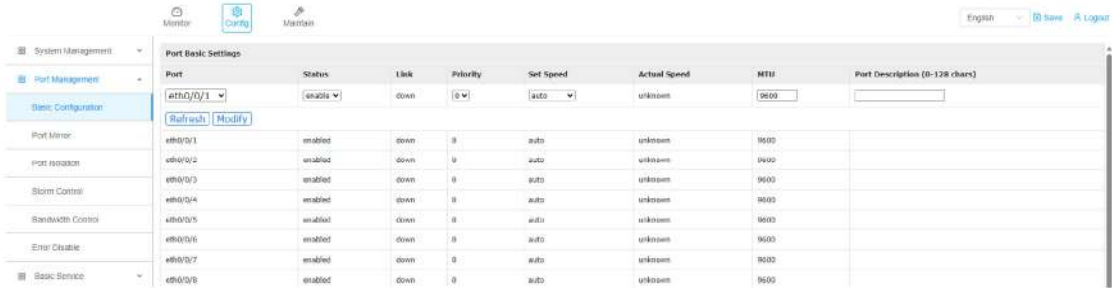 Monitor Config Maintain English Save Logout
System Management
Port Management
Basic Configuration
Port Mirror
Port Isolation
Storm Control
Bandwidth Control
Error Disable
Basic Service
Port Basic Settings
Port Status Link Priority Set Speed Actual Speed MTU Port Description (0-128 chars)
eth0/0/1 enable down 0 auto unknown 9600
Refresh Modify
eth0/0/1 enabled down 0 auto unknown 9600
eth0/0/2 enabled down 0 auto unknown 9600
eth0/0/3 enabled down 0 auto unknown 9600
eth0/0/4 enabled down 0 auto unknown 9600
eth0/0/5 enabled down 0 auto unknown 9600
eth0/0/6 enabled down 0 auto unknown 9600
eth0/0/7 enabled down 0 auto unknown 9600
eth0/0/8 enabled down 0 auto unknown 9600